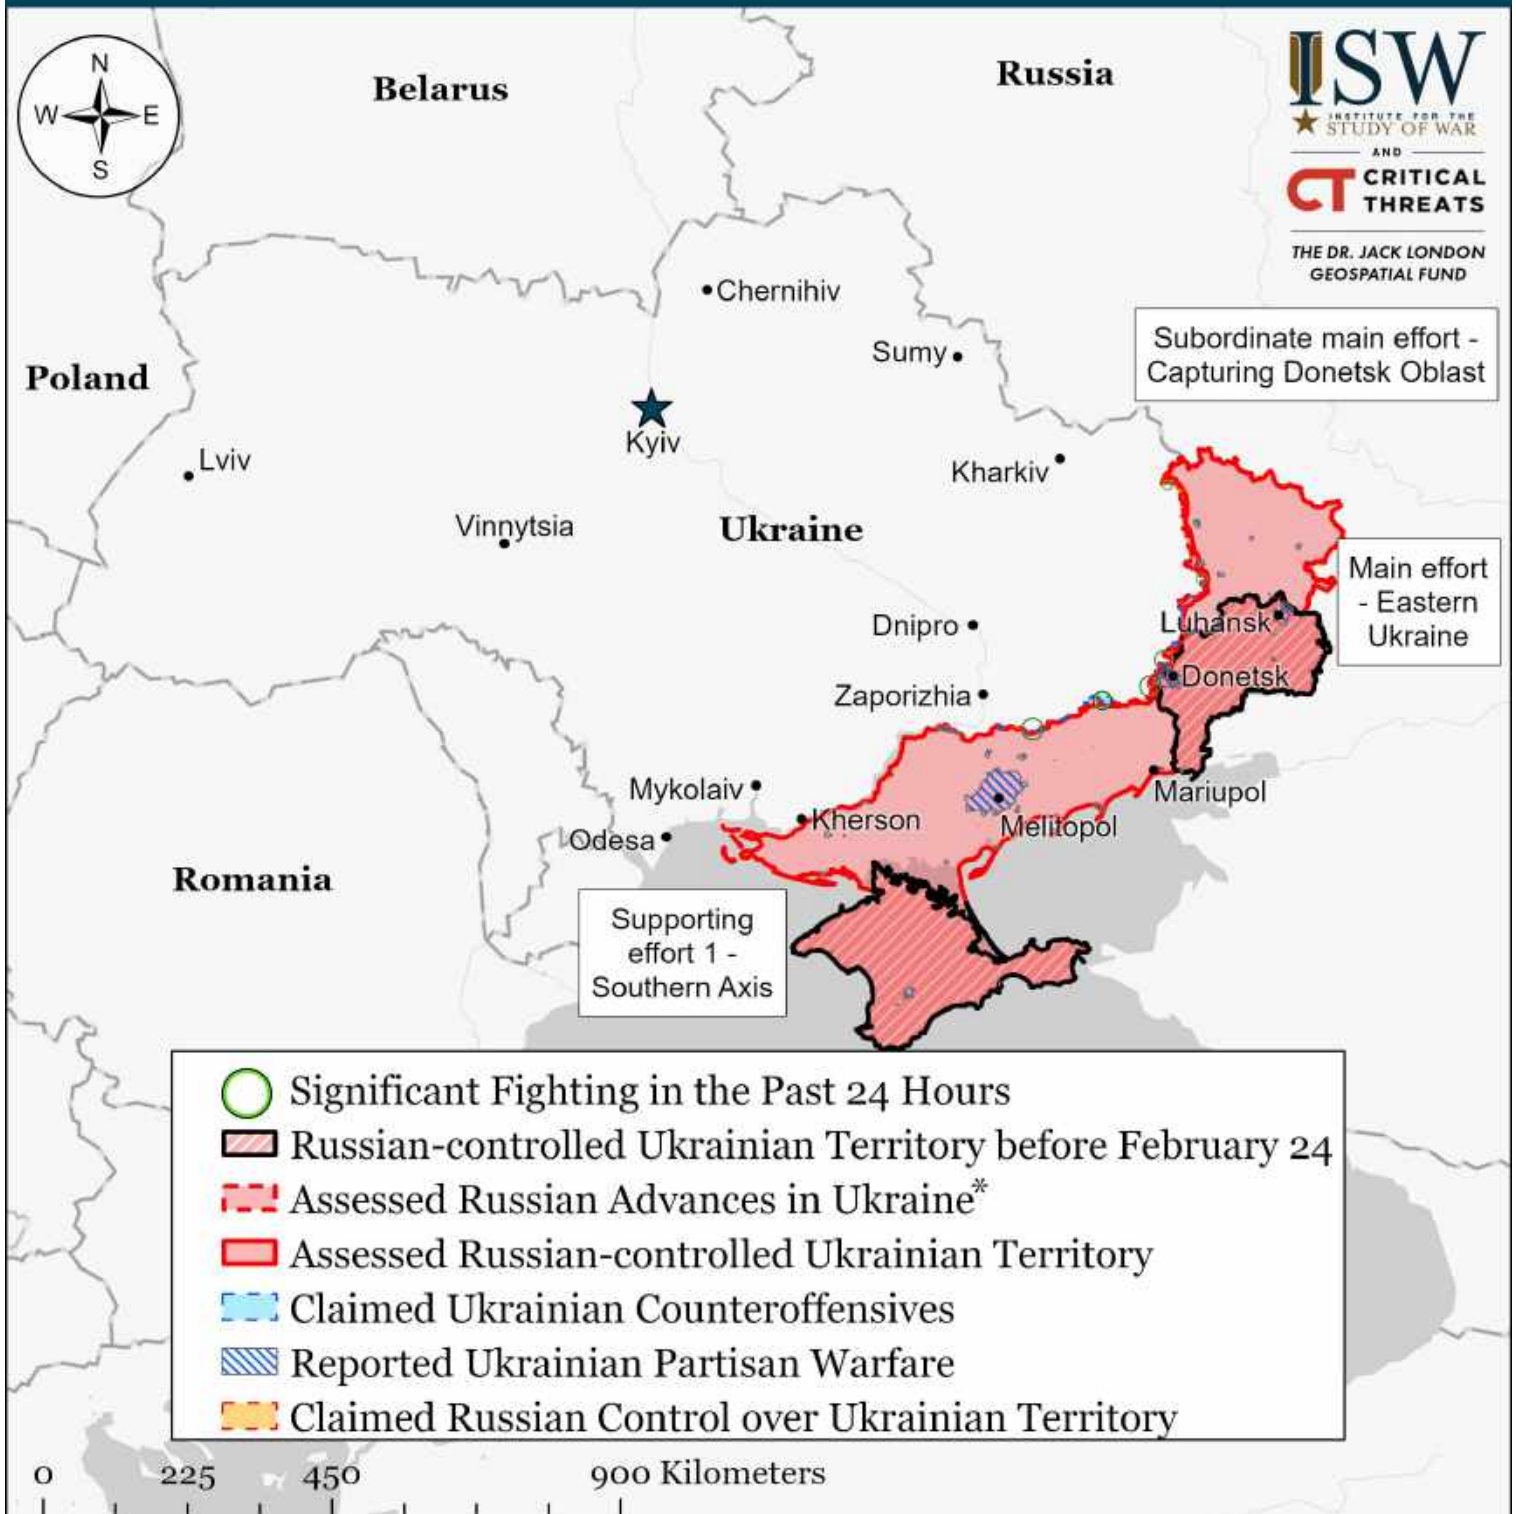 N
W E
S
Belarus
Russia
ISW
INSTITUTE FOR THE
STUDY OF WAR
AND
CT CRITICAL
THREATS
THE DR. JACK LONDON
GEOSPATIAL FUND
Chernihiv
Subordinate main effort -
Capturing Donetsk Oblast
Sumy
Poland
Kyiv
Lviv
Kharkiv
Vinnytsia
Ukraine
Main effort
- Eastern
Ukraine
Dnipro
Luhansk
Donetsk
Zaporizhia
Mykolaiv
Mariupol
Kherson
Melitopol
Odesa
Romania
Supporting
effort 1 -
Southern Axis
Significant Fighting in the Past 24 Hours
Russian-controlled Ukrainian Territory before February 24
Assessed Russian Advances in Ukraine*
Assessed Russian-controlled Ukrainian Territory
Claimed Ukrainian Counteroffensives
Reported Ukrainian Partisan Warfare
Claimed Russian Control over Ukrainian Territory
0 225 450 900 Kilometers